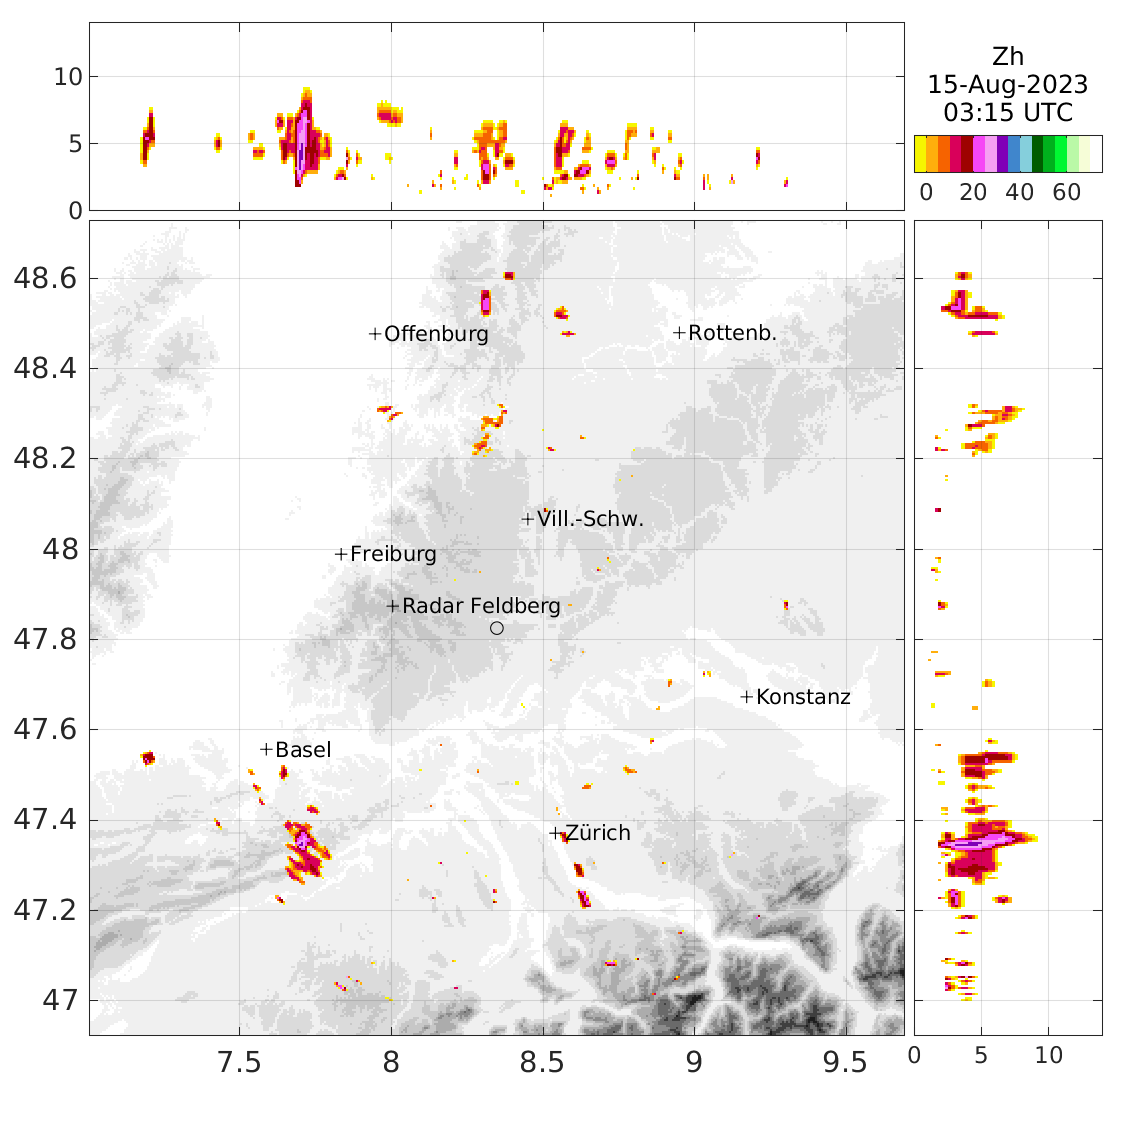 Zh
15-Aug-2023
03:15 UTC
0 20 40 60
10
5
0
48.6
48.4
48.2
48
47.8
47.6
47.4
47.2
47
Offenburg
Rottenb.
Vill.-Schw.
Freiburg
Radar Feldberg
Konstanz
Basel
Zürich
7.5 8 8.5 9 9.5
0 5 10